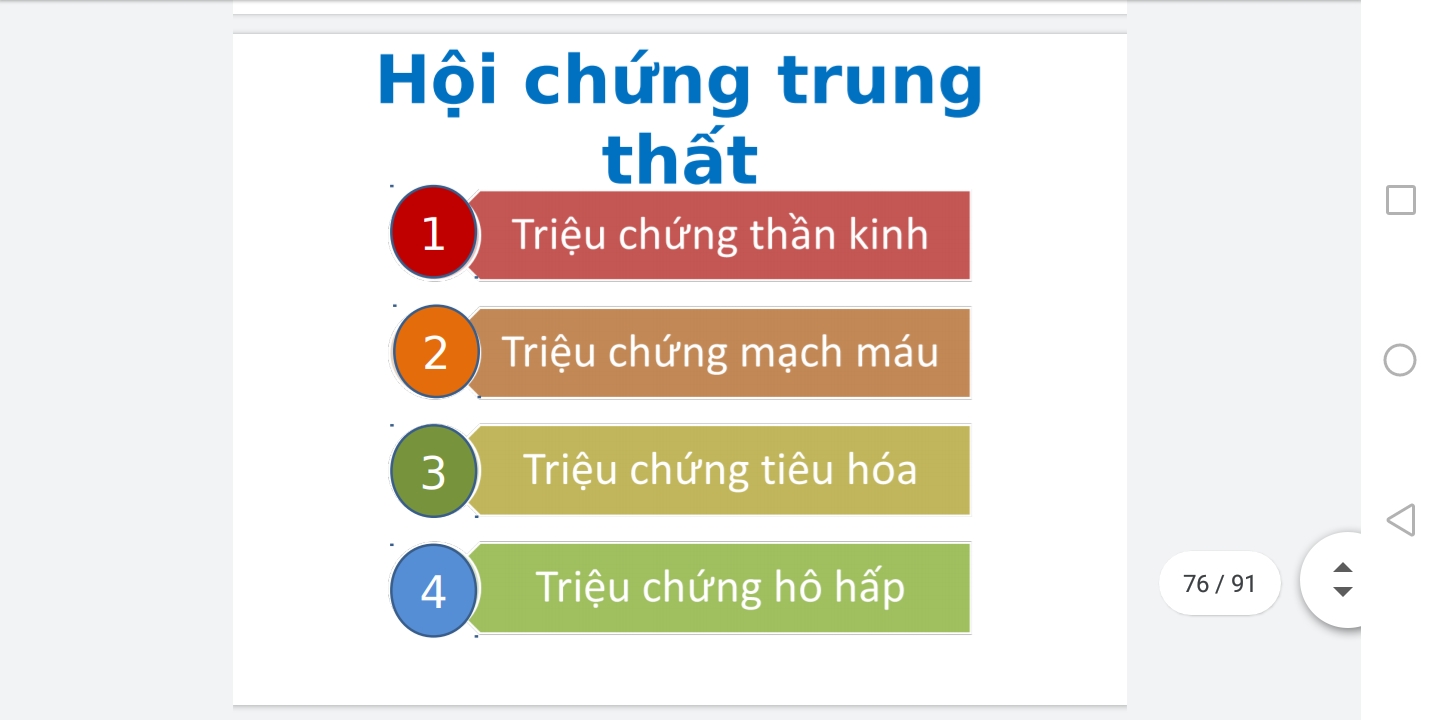 Hội chứng trung
thất
1 Triệu chứng thần kinh
2 Triệu chứng mạch máu
3 Triệu chứng tiêu hóa
4 Triệu chứng hô hấp
76 / 91